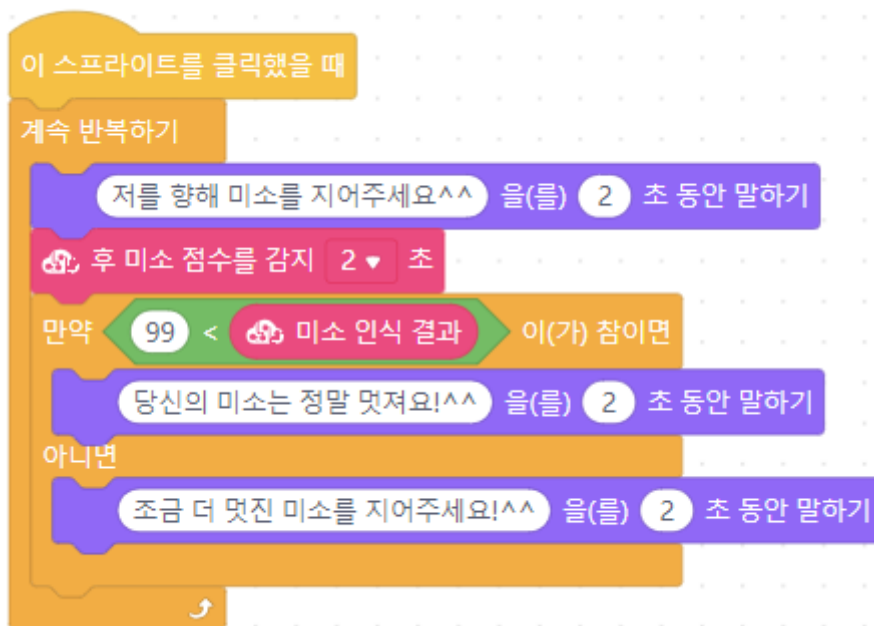 이 스프라이트를 클릭했을 때
계속 반복하기
저를 향해 미소를 지어주세요^^ 을(를) 2 초 동안 말하기
후 미소 점수를 감지 2 ▾ 초
만약 99 < 미소 인식 결과 이(가) 참이면
당신의 미소는 정말 멋져요!^^ 을(를) 2 초 동안 말하기
아니면
조금 더 멋진 미소를 지어주세요!^^ 을(를) 2 초 동안 말하기